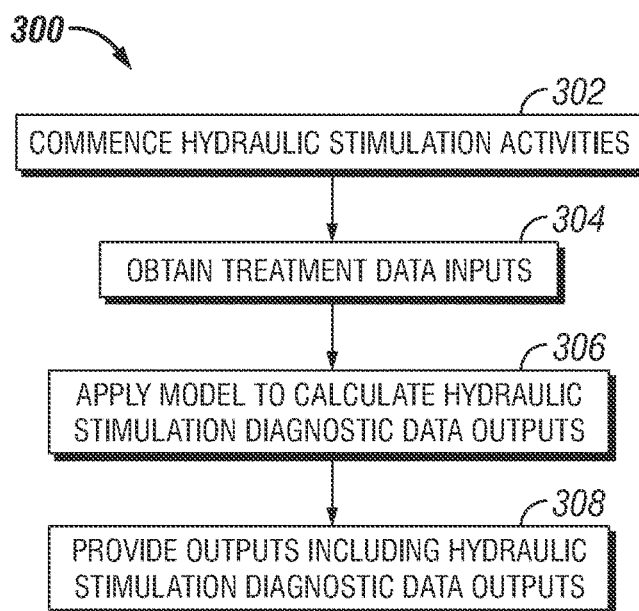 300
302
COMMENCE HYDRAULIC STIMULATION ACTIVITIES
304
OBTAIN TREATMENT DATA INPUTS
306
APPLY MODEL TO CALCULATE HYDRAULIC
STIMULATION DIAGNOSTIC DATA OUTPUTS
308
PROVIDE OUTPUTS INCLUDING HYDRAULIC
STIMULATION DIAGNOSTIC DATA OUTPUTS